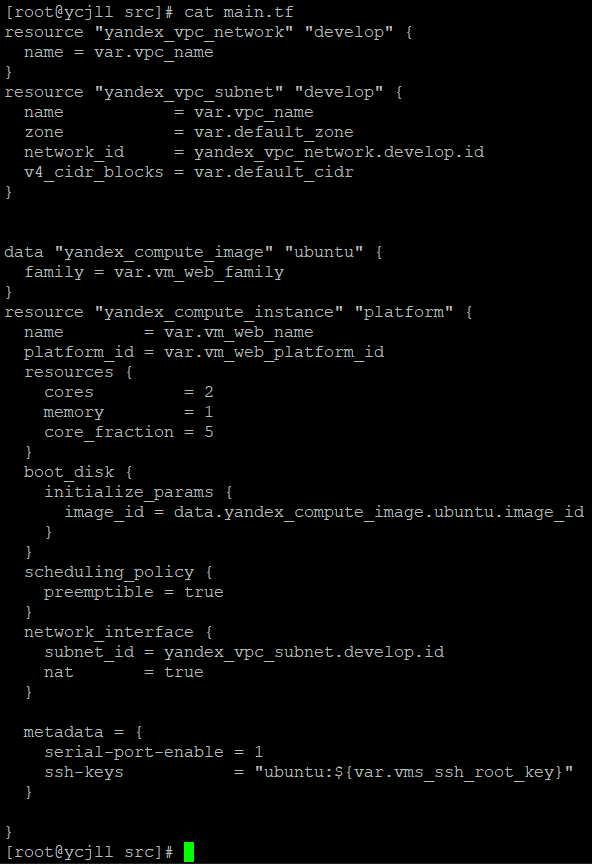 [root@ycjll src]# cat main.tf
resource "yandex_vpc_network" "develop" {
  name = var.vpc_name
}
resource "yandex_vpc_subnet" "develop" {
  name           = var.vpc_name
  zone           = var.default_zone
  network_id     = yandex_vpc_network.develop.id
  v4_cidr_blocks = var.default_cidr
}


data "yandex_compute_image" "ubuntu" {
  family = var.vm_web_family
}
resource "yandex_compute_instance" "platform" {
  name        = var.vm_web_name
  platform_id = var.vm_web_platform_id
  resources {
    cores         = 2
    memory        = 1
    core_fraction = 5
  }
  boot_disk {
    initialize_params {
      image_id = data.yandex_compute_image.ubuntu.image_id
    }
  }
  scheduling_policy {
    preemptible = true
  }
  network_interface {
    subnet_id = yandex_vpc_subnet.develop.id
    nat       = true
  }

  metadata = {
    serial-port-enable = 1
    ssh-keys           = "ubuntu:${var.vms_ssh_root_key}"
  }

}
[root@ycjll src]#